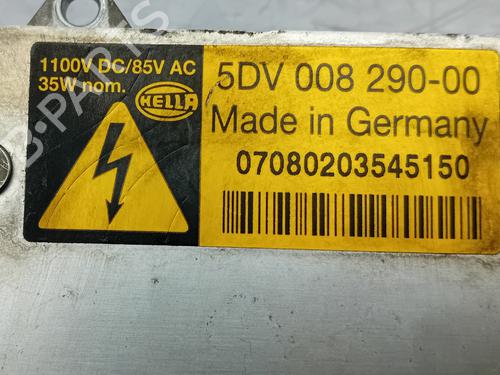 1100V DC/85V AC
35W nom.
HELLA
5DV 008 290-00
Made in Germany
07080203545150
B-PARTS